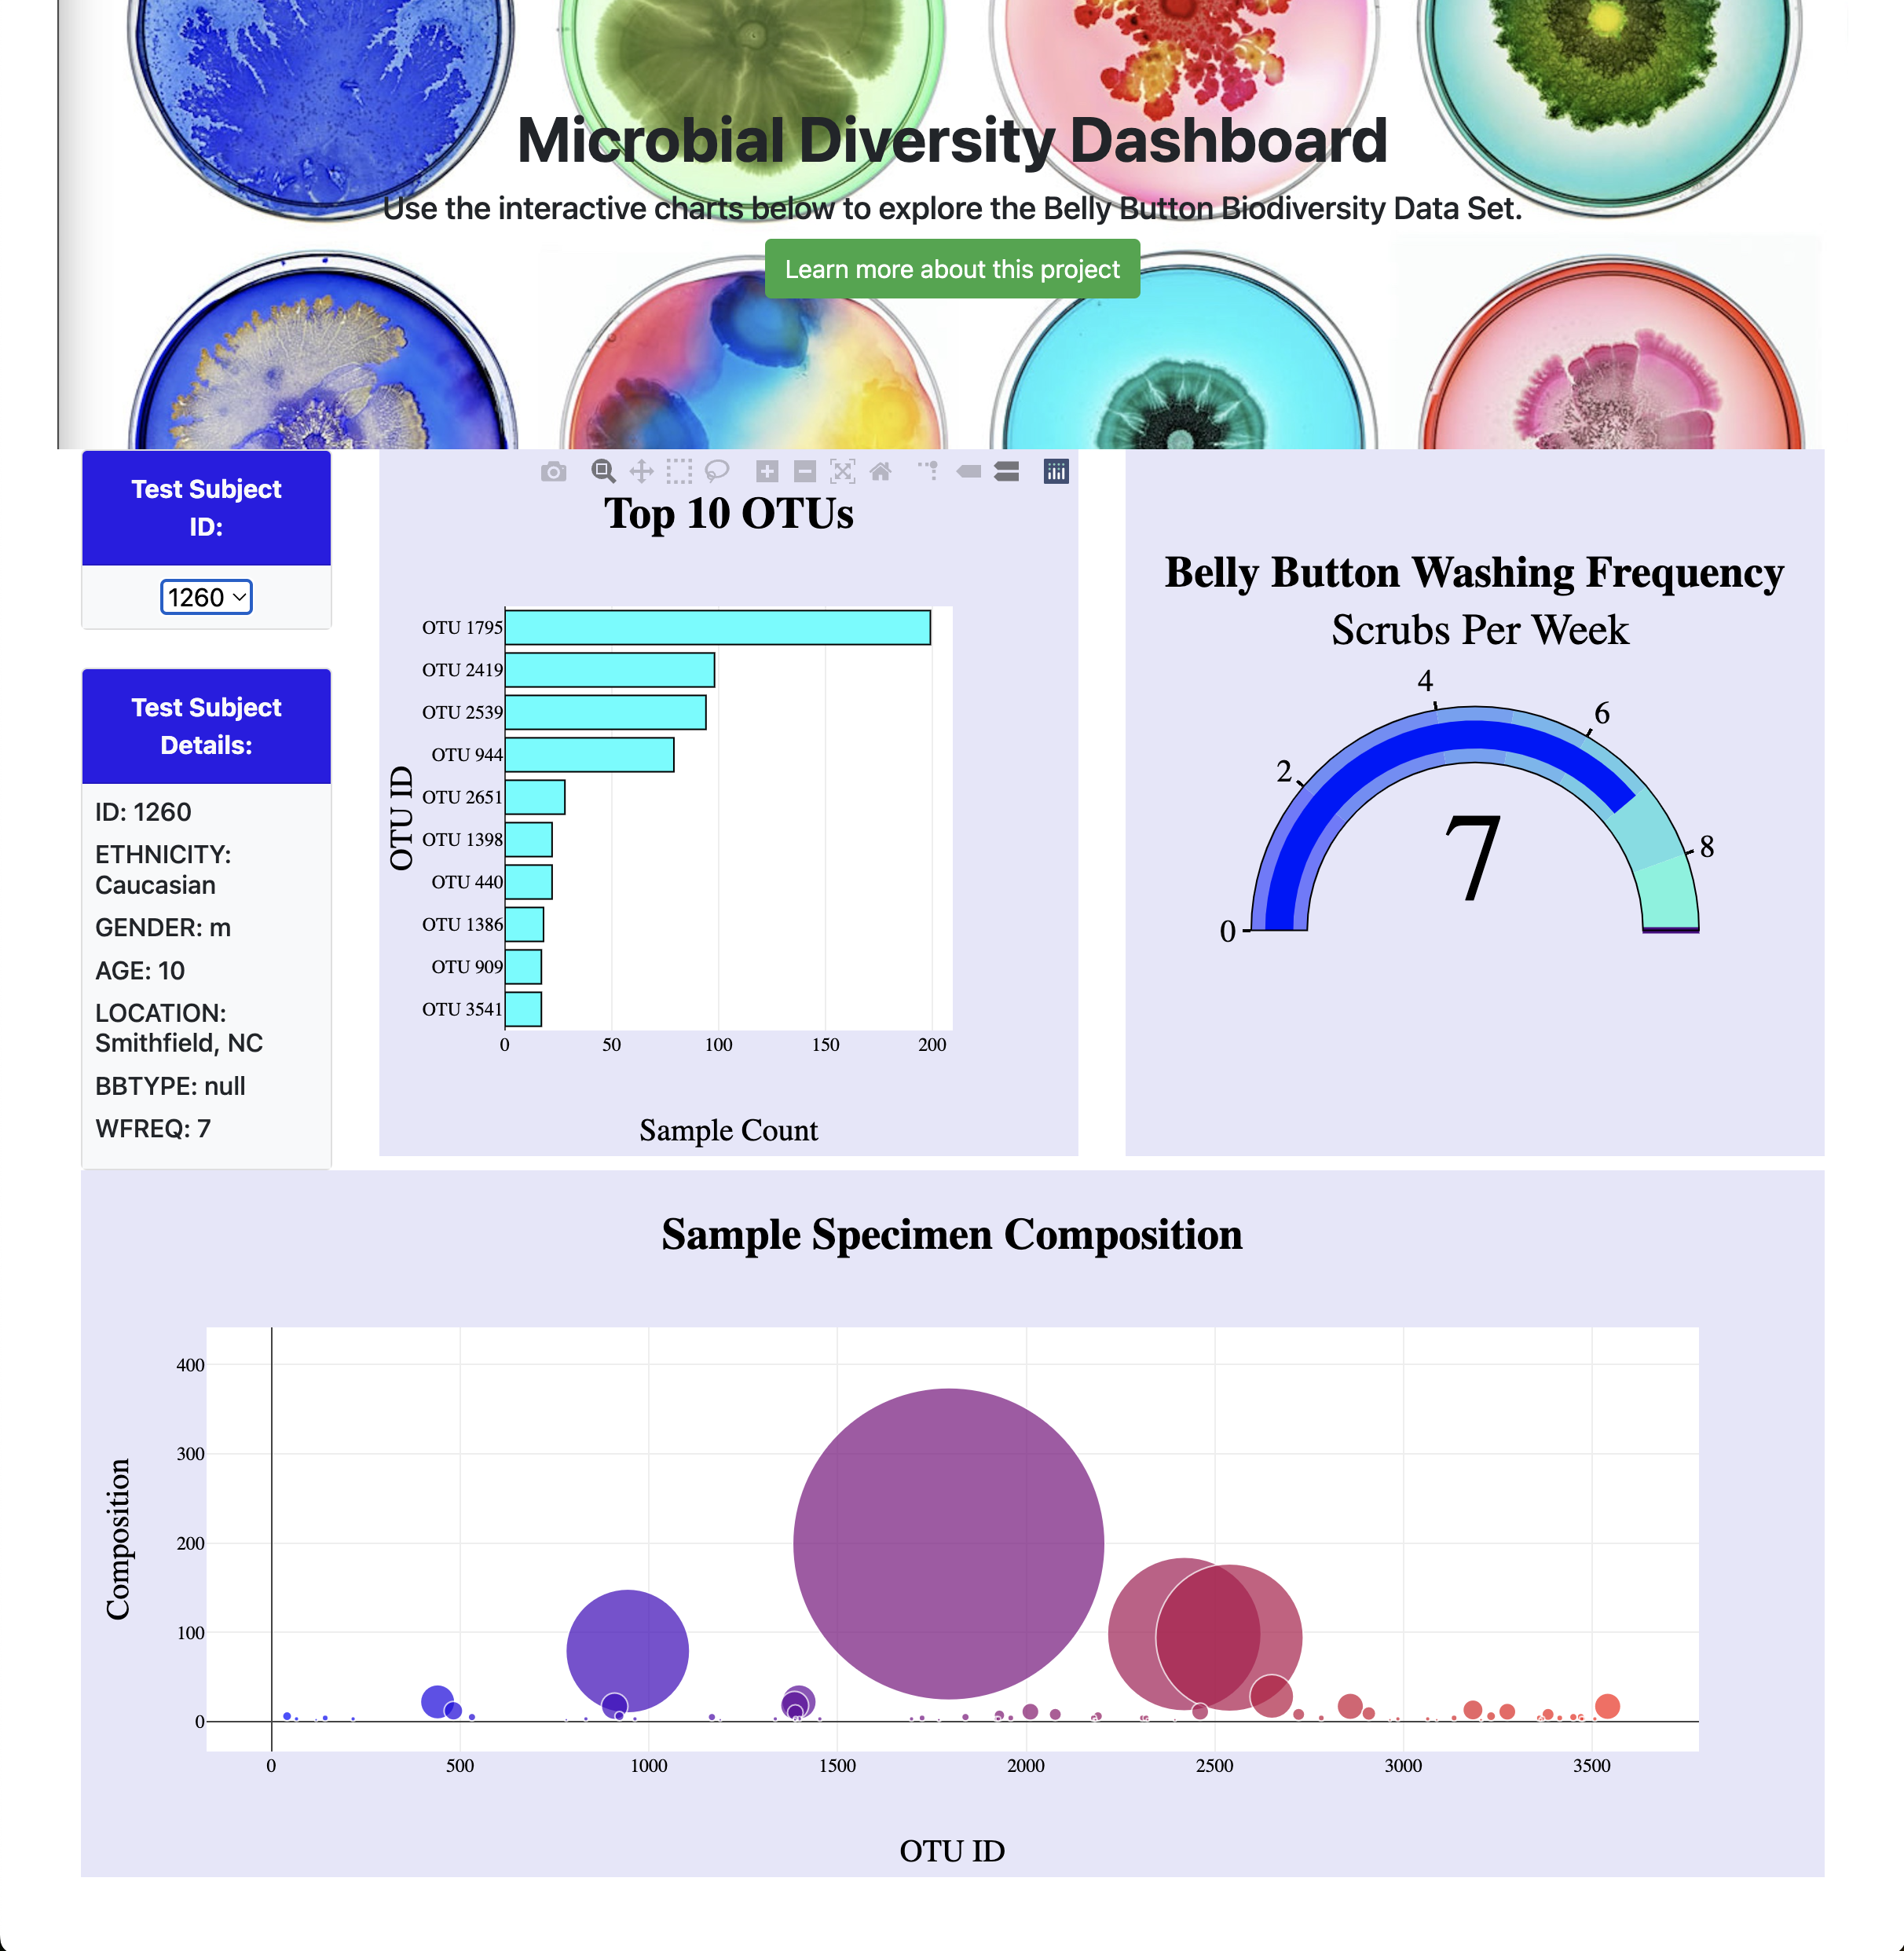 Microbial Diversity Dashboard
Use the interactive charts below to explore the Belly Button Biodiversity Data Set.
Learn more about this project
Test Subject
ID:
1260
Test Subject
Details:
ID: 1260
ETHNICITY:
Caucasian
GENDER: m
AGE: 10
LOCATION:
Smithfield, NC
BBTYPE: null
WFREQ: 7
Top 10 OTUs
OTU ID
OTU 1795
OTU 2419
OTU 2539
OTU 944
OTU 2651
OTU 1398
OTU 440
OTU 1386
OTU 909
OTU 3541
0 50 100 150 200
Sample Count
Belly Button Washing Frequency
Scrubs Per Week
0
2
4
6
8
7
Sample Specimen Composition
Composition
400
300
200
100
0
0 500 1000 1500 2000 2500 3000 3500
OTU ID